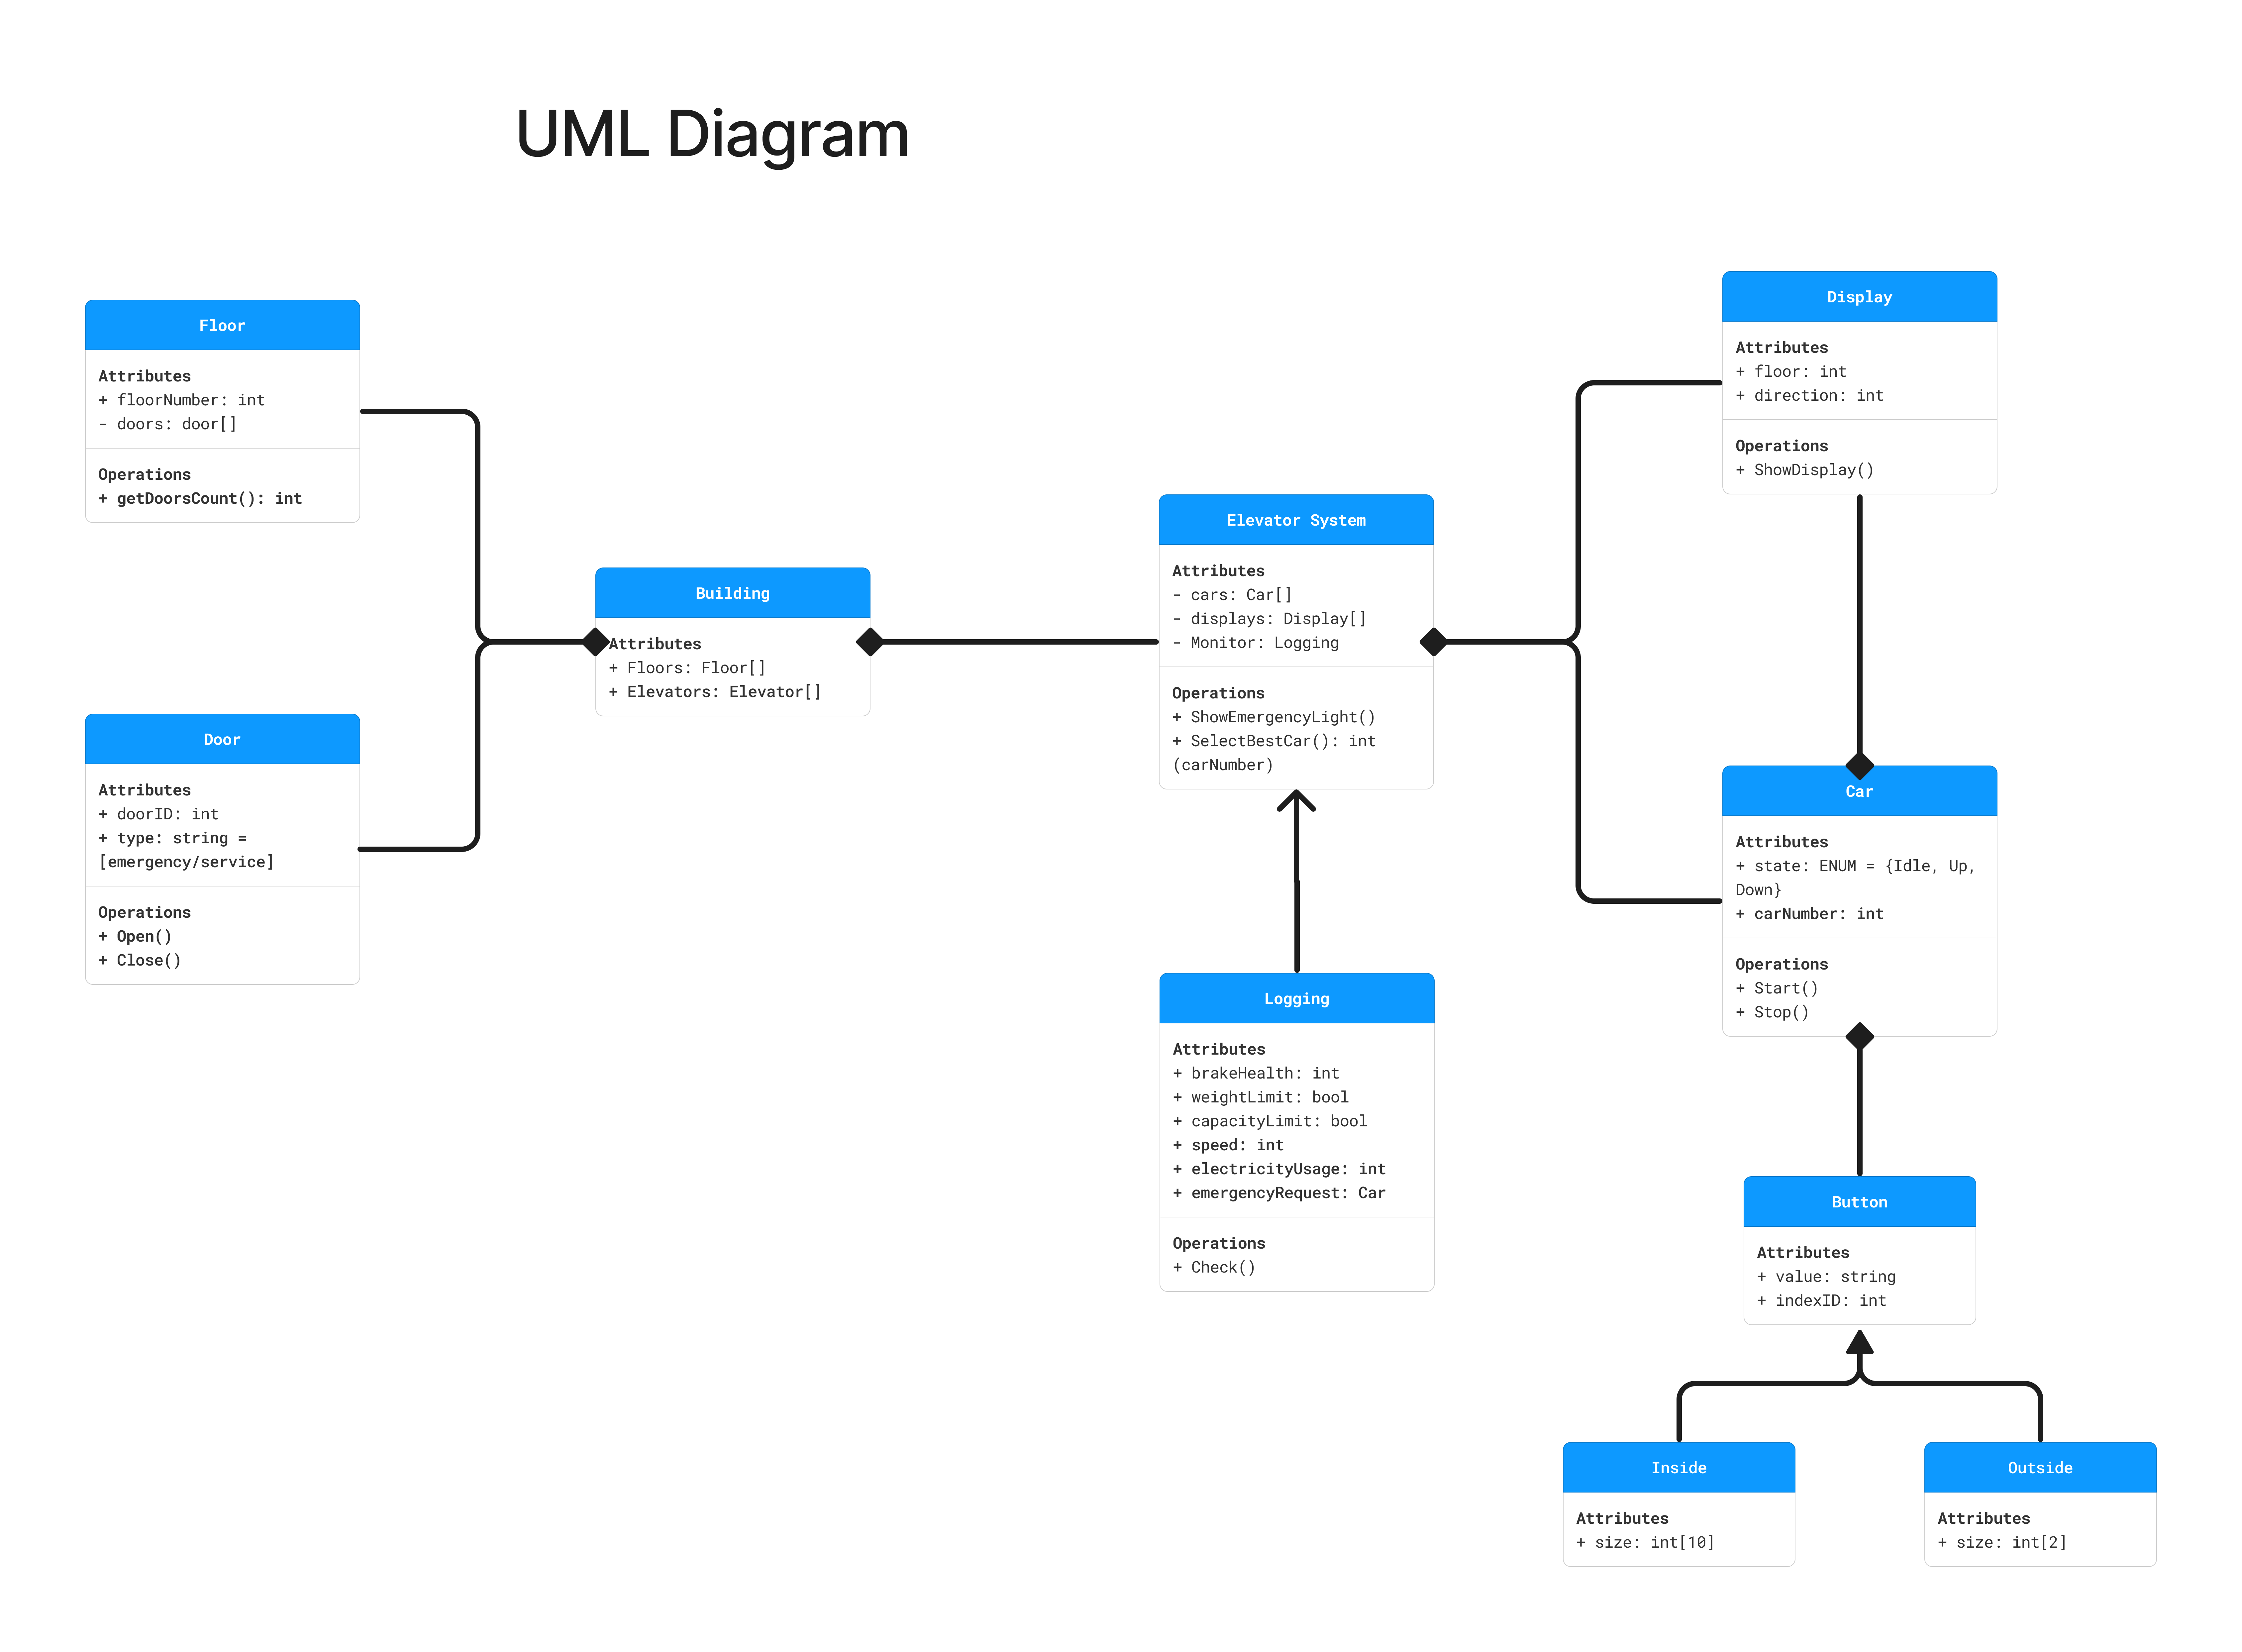 UML Diagram
Floor
Attributes
+ floorNumber: int
- doors: door[]
Operations
+ getDoorsCount(): int
Door
Attributes
+ doorID: int
+ type: string =
[emergency/service]
Operations
+ Open()
+ Close()
Building
Attributes
+ Floors: Floor[]
+ Elevators: Elevator[]
Elevator System
Attributes
- cars: Car[]
- displays: Display[]
- Monitor: Logging
Operations
+ ShowEmergencyLight()
+ SelectBestCar(): int
(carNumber)
Logging
Attributes
+ brakeHealth: int
+ weightLimit: bool
+ capacityLimit: bool
+ speed: int
+ electricityUsage: int
+ emergencyRequest: Car
Operations
+ Check()
Display
Attributes
+ floor: int
+ direction: int
Operations
+ ShowDisplay()
Car
Attributes
+ state: ENUM = {Idle, Up,
Down}
+ carNumber: int
Operations
+ Start()
+ Stop()
Button
Attributes
+ value: string
+ indexID: int
Inside
Attributes
+ size: int[10]
Outside
Attributes
+ size: int[2]